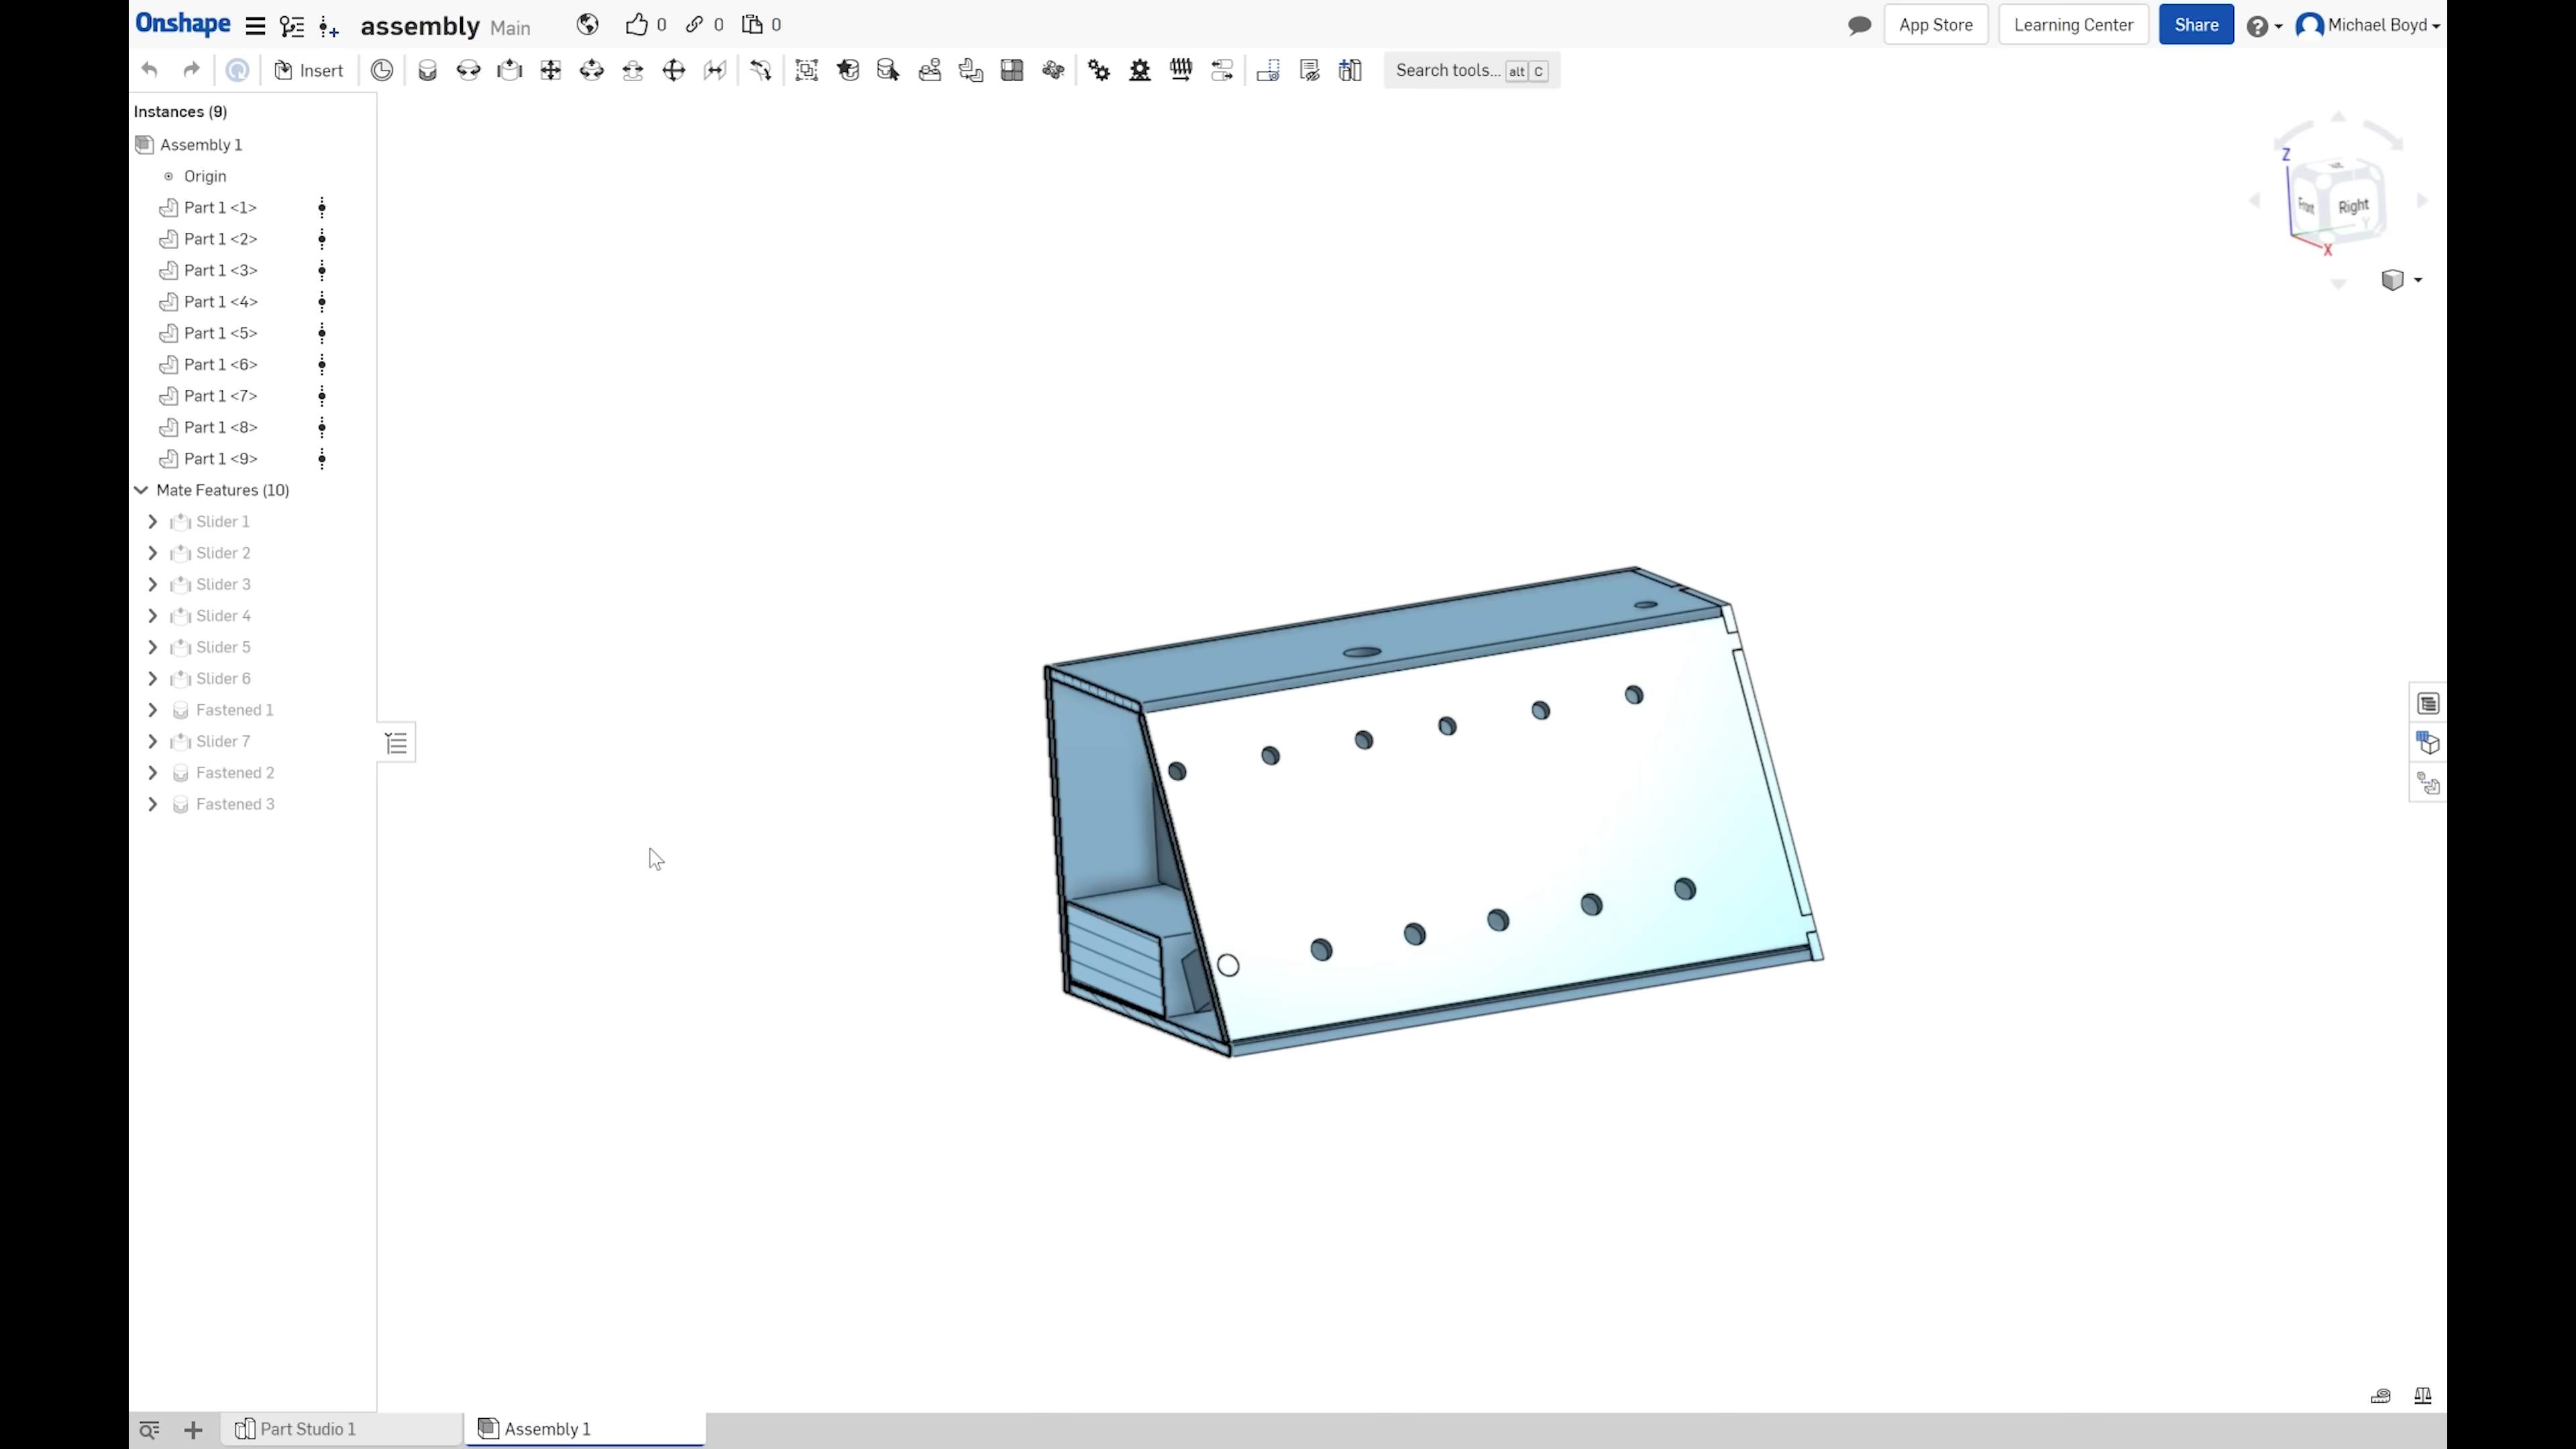 Onshape assembly Main 0 0 0 App Store Learning Center Share Michael Boyd
Insert Search tools... alt C
Instances (9)
Assembly 1
Origin
Part 1 <1>
Part 1 <2>
Part 1 <3>
Part 1 <4>
Part 1 <5>
Part 1 <6>
Part 1 <7>
Part 1 <8>
Part 1 <9>
Mate Features (10)
Slider 1
Slider 2
Slider 3
Slider 4
Slider 5
Slider 6
Fastened 1
Slider 7
Fastened 2
Fastened 3
Z
Front Right Y
X
Part Studio 1 Assembly 1